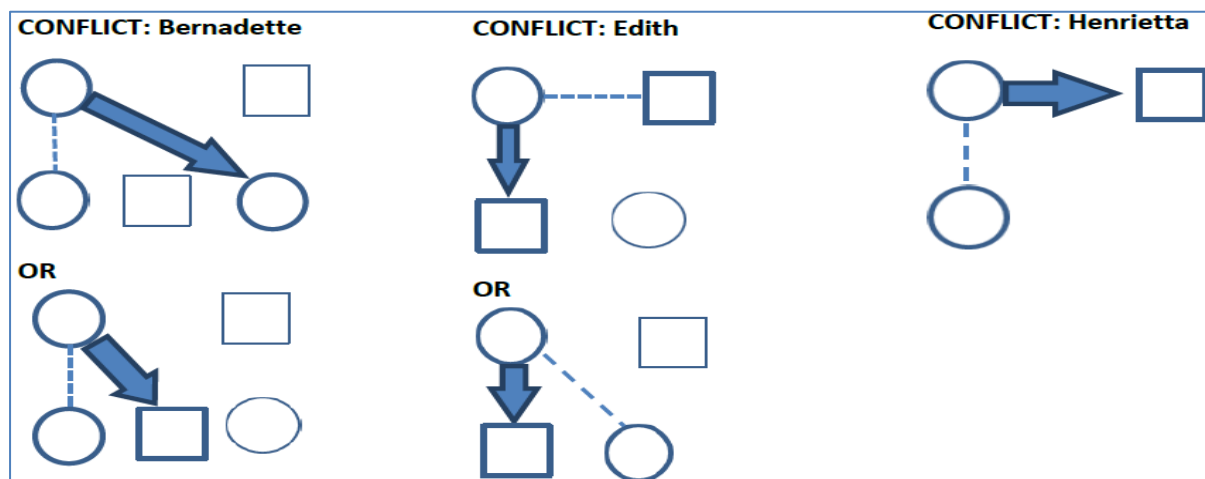 CONFLICT: Bernadette
CONFLICT: Edith
CONFLICT: Henrietta
OR
OR